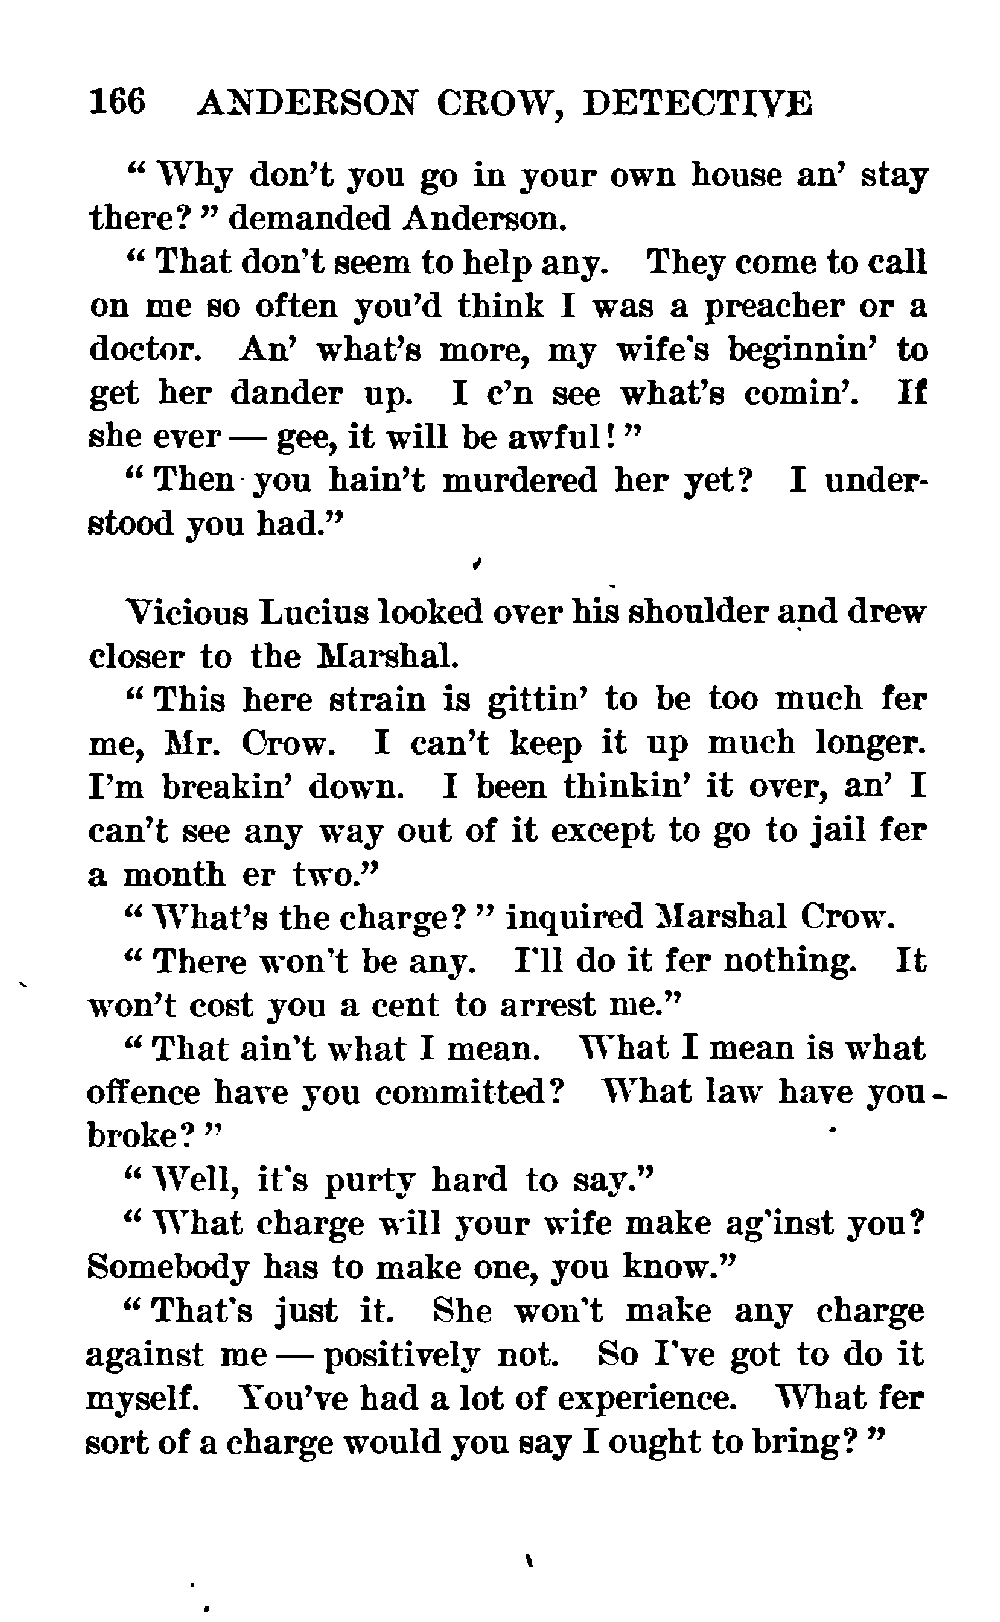 166 ANDERSON CROW, DETECTIVE
“ Why don’t you go in your own house an’ stay
there? ” demanded Anderson.
“ That don’t seem to help any. They come to call
on me so often you’d think I was a preacher or a
doctor. An’ what’s more, my wife’s beginnin’ to
get her dander up. I c’n see what’s comin’. If
she ever — gee, it will be awful! ”
“ Then you hain’t murdered her yet? I under-
stood you had.”
Vicious Lucius looked over his shoulder and drew
closer to the Marshal.
“ This here strain is gittin’ to be too much fer
me, Mr. Crow. I can’t keep it up much longer.
I’m breakin’ down. I been thinkin’ it over, an’ I
can’t see any way out of it except to go to jail fer
a month er two.”
“ What’s the charge? ” inquired Marshal Crow.
“ There won’t be any. I’ll do it fer nothing. It
won’t cost you a cent to arrest me.”
“ That ain’t what I mean. What I mean is what
offence have you committed? What law have you
broke? ”
“ Well, it’s purty hard to say.”
“ What charge will your wife make ag’inst you?
Somebody has to make one, you know.”
“ That’s just it. She won’t make any charge
against me — positively not. So I’ve got to do it
myself. You’ve had a lot of experience. What fer
sort of a charge would you say I ought to bring? ”